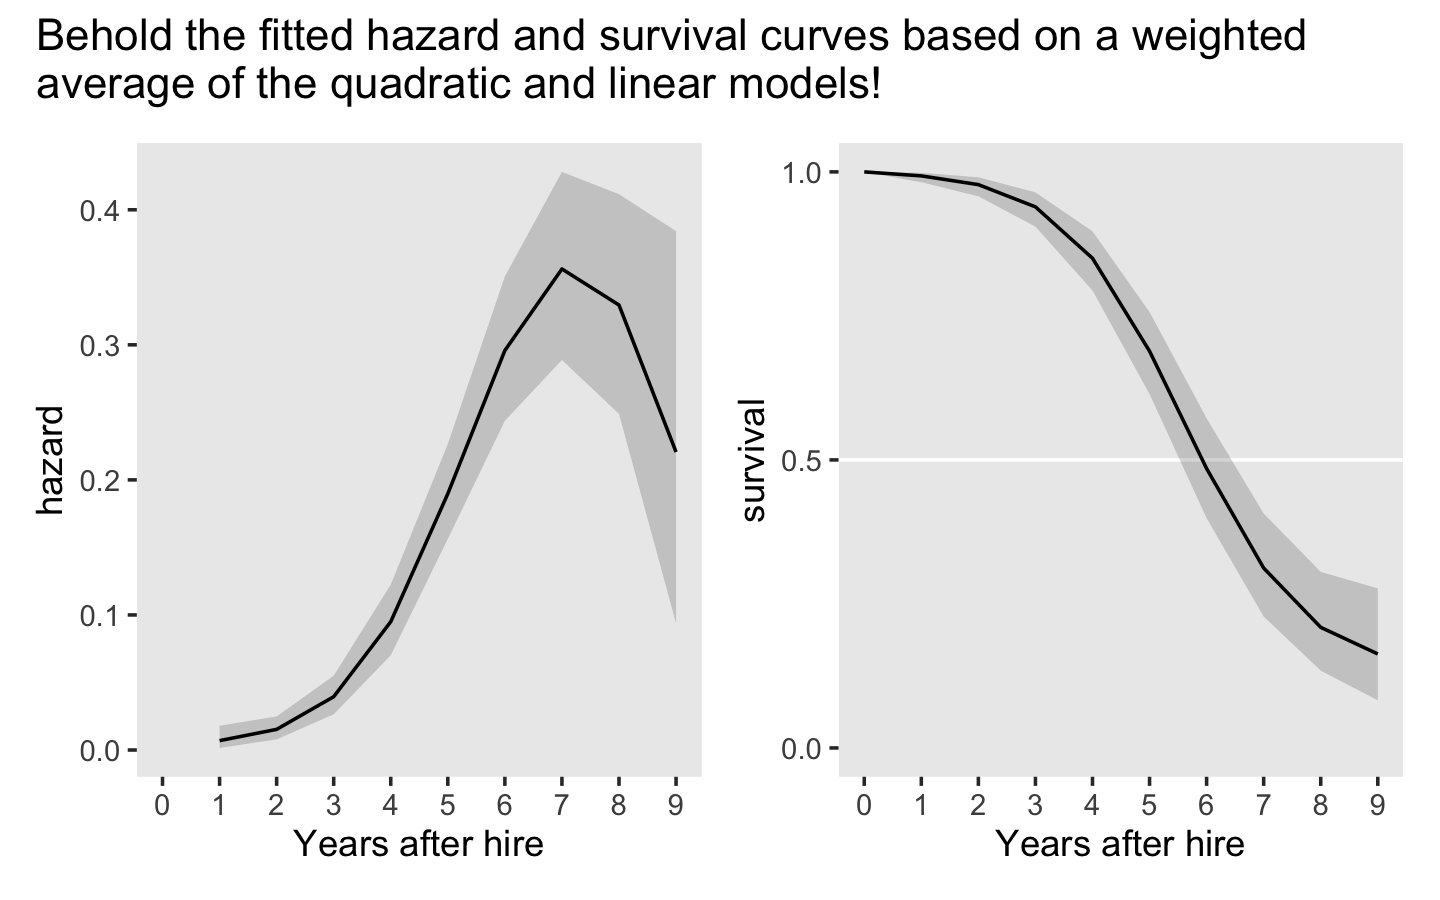 Behold the fitted hazard and survival curves based on a weighted
average of the quadratic and linear models!
hazard
0.4
0.3
0.2
0.1
0.0
0 1 2 3 4 5 6 7 8 9
Years after hire
survival
1.0
0.5
0.0
0 1 2 3 4 5 6 7 8 9
Years after hire